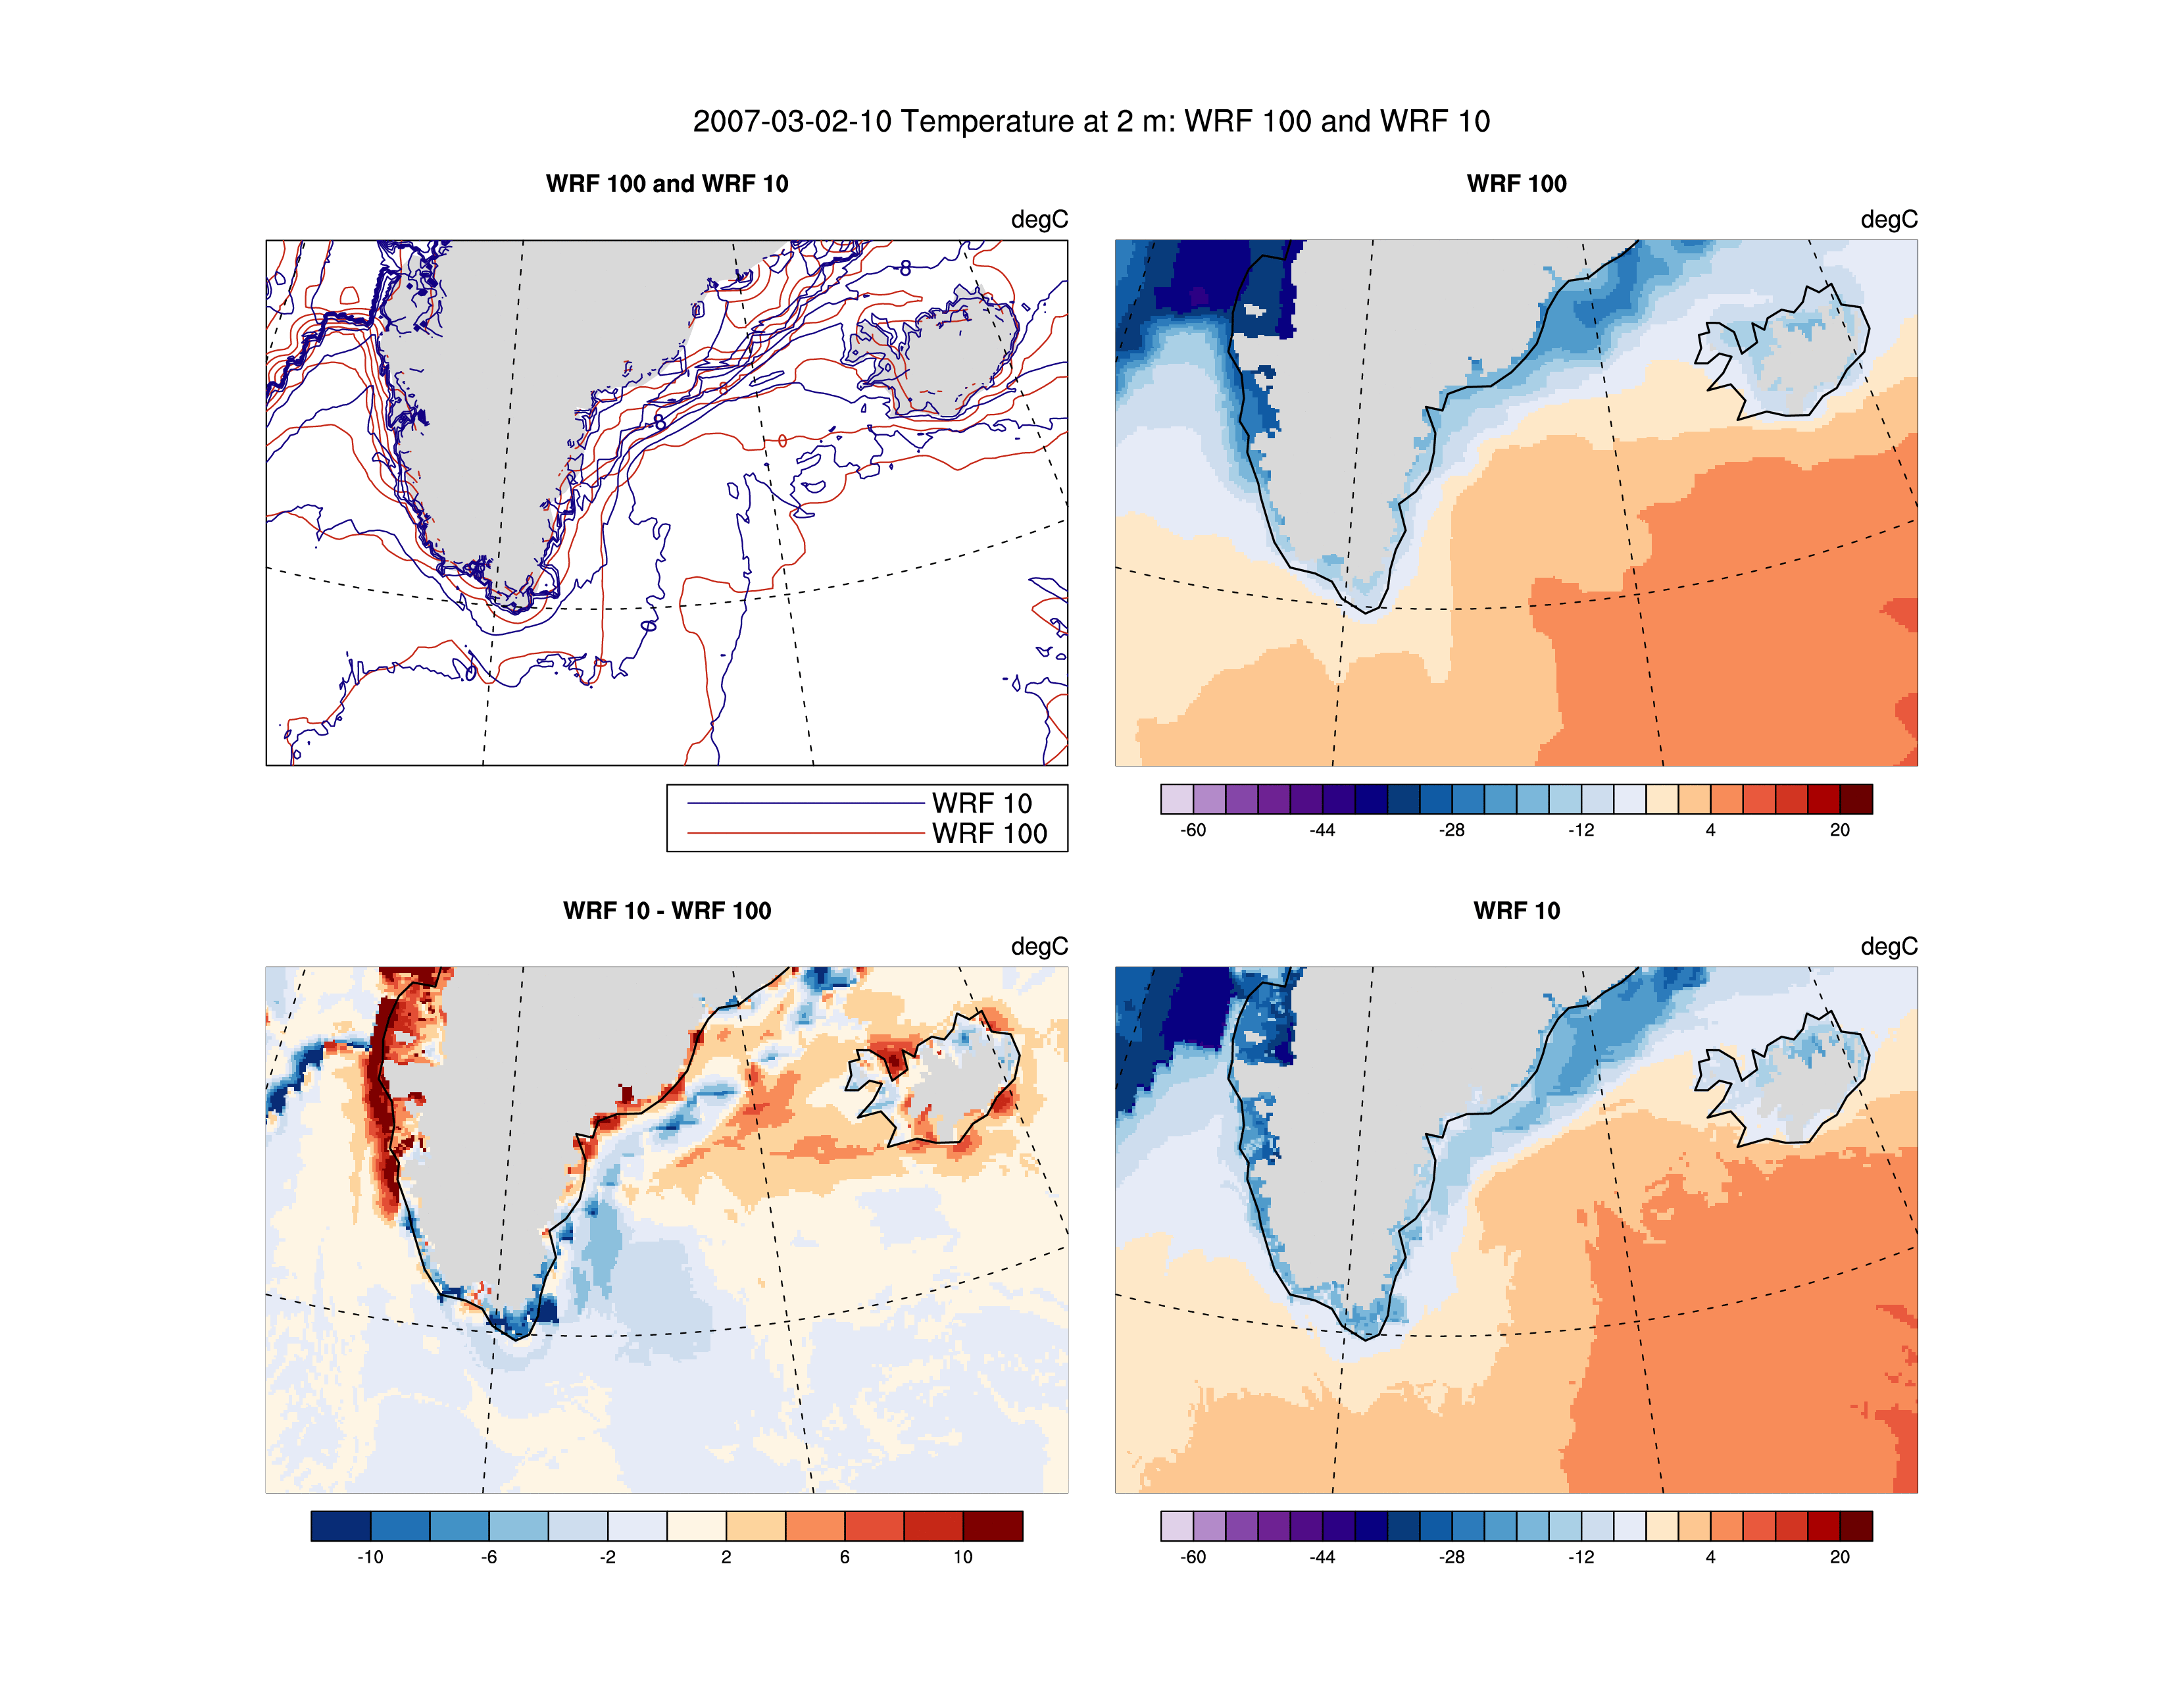 2007-03-02-10 Temperature at 2 m: WRF 100 and WRF 10
WRF 100 and WRF 10
degC
-8
8
-8
0
0
0
WRF 10
WRF 100
WRF 100
degC
-60 -44 -28 -12 4 20
WRF 10 - WRF 100
degC
-10 -6 -2 2 6 10
WRF 10
degC
-60 -44 -28 -12 4 20